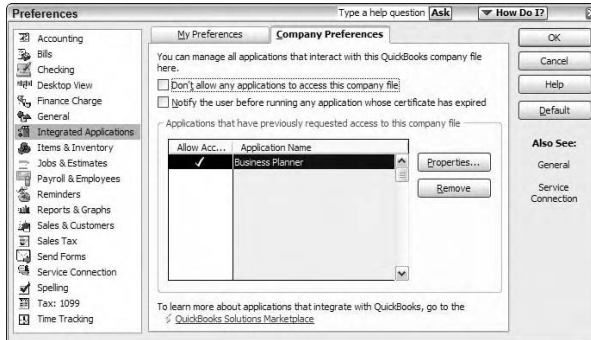 Preferences
Type a help question Ask
How Do I?
Accounting
Bills
Checking
Desktop View
Finance Charge
General
Integrated Applications
Items & Inventory
Jobs & Estimates
Payroll & Employees
Reminders
Reports & Graphs
Sales & Customers
Sales Tax
Send Forms
Service Connection
Spelling
Tax: 1099
Time Tracking
My Preferences
Company Preferences
You can manage all applications that interact with this QuickBooks company file
here.
Don't allow any applications to access this company file
Notify the user before running any application whose certificate has expired
Applications that have previously requested access to this company file
Allow Acc... Application Name
Business Planner
Properties...
Remove
To learn more about applications that integrate with QuickBooks, go to the
QuickBooks Solutions Marketplace
OK
Cancel
Help
Default
Also See:
General
Service
Connection